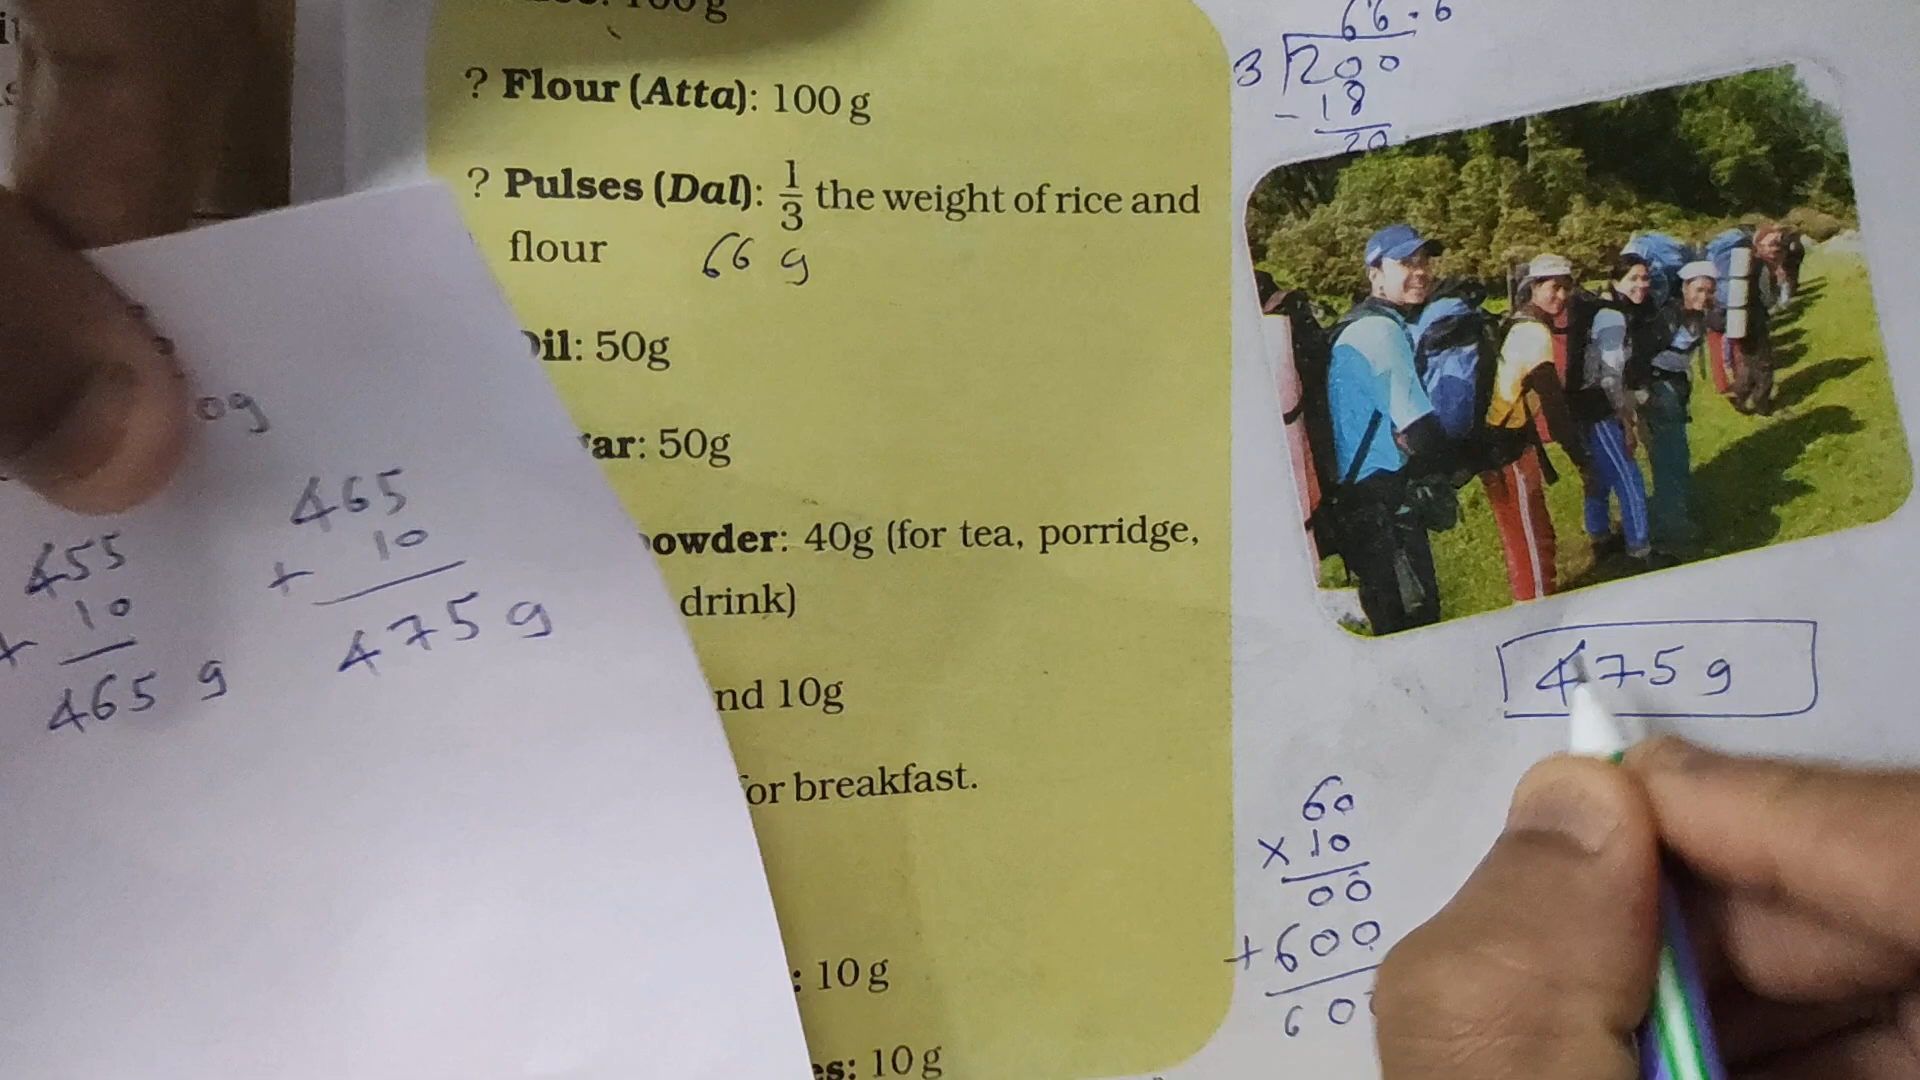 100g
? Flour (Atta): 100 g
? Pulses (Dal): 1/3 the weight of rice and
flour 66 g
Oil: 50g
ar: 50g
owder: 40g (for tea, porridge,
drink)
nd 10g
or breakfast.
: 10 g
es: 10 g
0g
455
+ 10
465 g
465
+ 10
475 g
66.6
3 200
- 18
20
475 g
60
x 10
00
+ 600
60